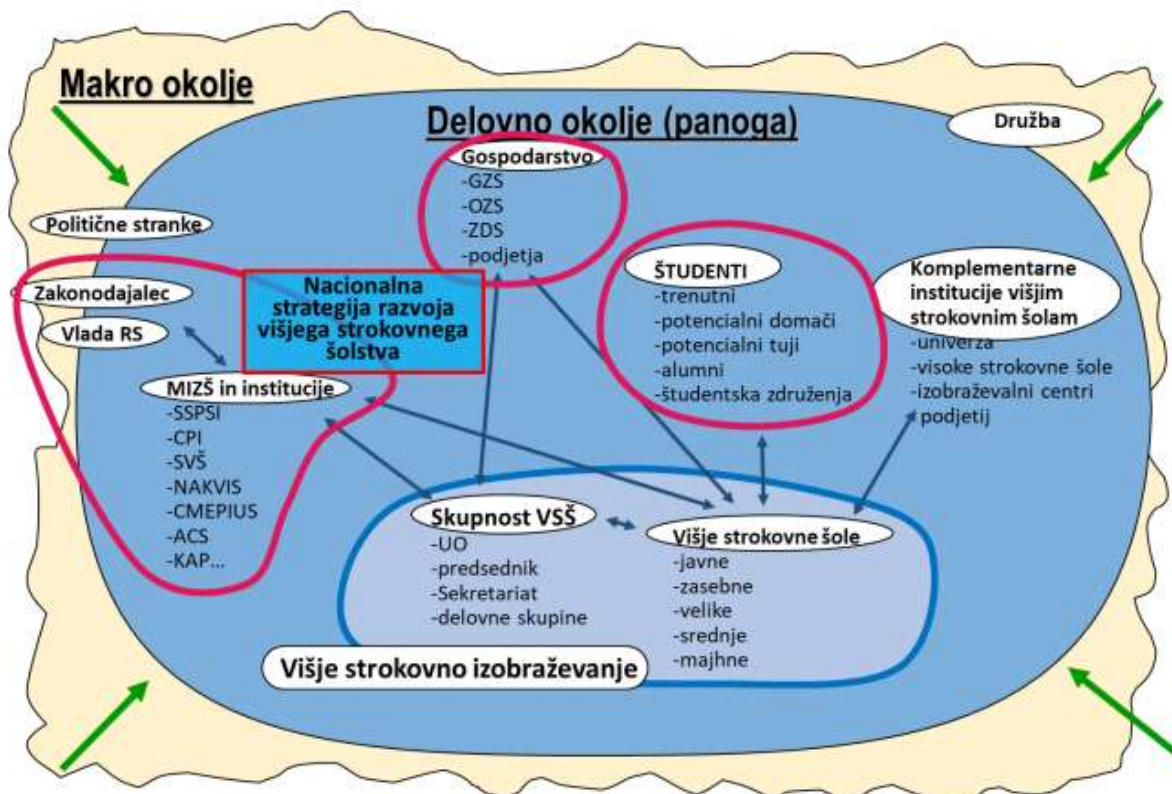 Makro okolje
Delovno okolje (panoga)
Družba
Gospodarstvo
-GZS
-OZS
-ZDS
-podjetja
Politične stranke
Zakonodajalec
Vlada RS
Nacionalna
strategija razvoja
višjega strokovnega
šolstva
MIZŠ in institucije
-SSPSI
-CPI
-SVŠ
-NAKVIS
-CMEPIUS
-ACS
-KAP...
ŠTUDENTI
-trenutni
-potencialni domači
-potencialni tuji
-alumni
-študentska združenja
Komplementarne
institucije višjim
strokovnim šolam
-univerza
-visoke strokovne šole
-izobraževalni centri
podjetij
Skupnost VSŠ
-UO
-predsednik
-Sekretariat
-delovne skupine
Višje strokovne šole
-javne
-zasebne
-velike
-srednje
-majhne
Višje strokovno izobraževanje